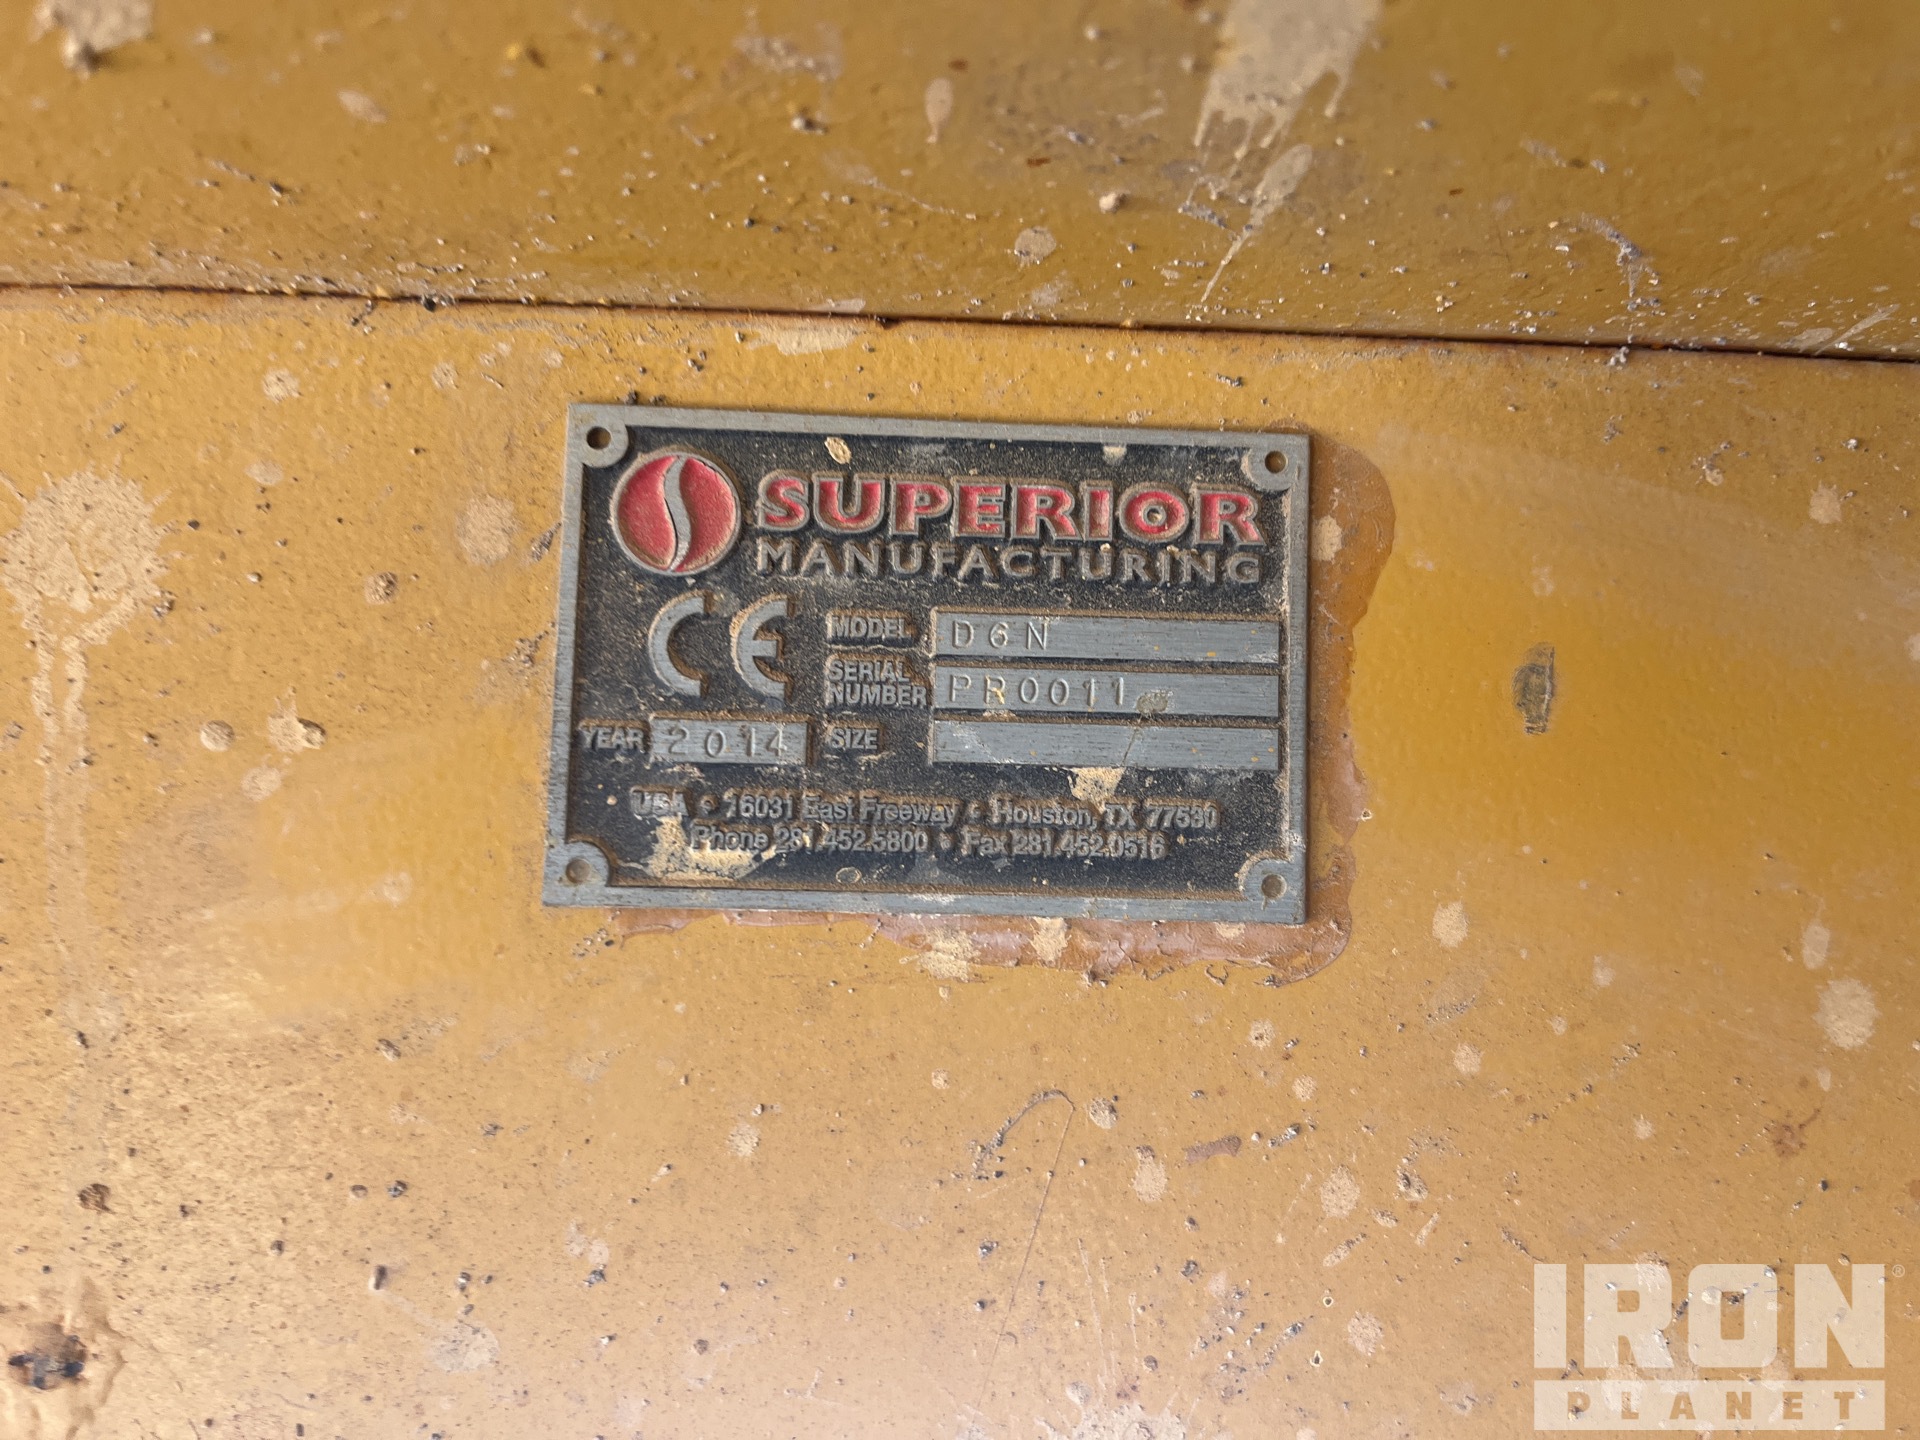 SUPERIOR
MANUFACTURING
CE
MODEL D6N
SERIAL NUMBER PR0011
YEAR 2014 SIZE
USA • 16031 East Freeway • Houston, TX 77530
Phone 281.452.5800 • Fax 281.452.0516
IRON®
PLANET